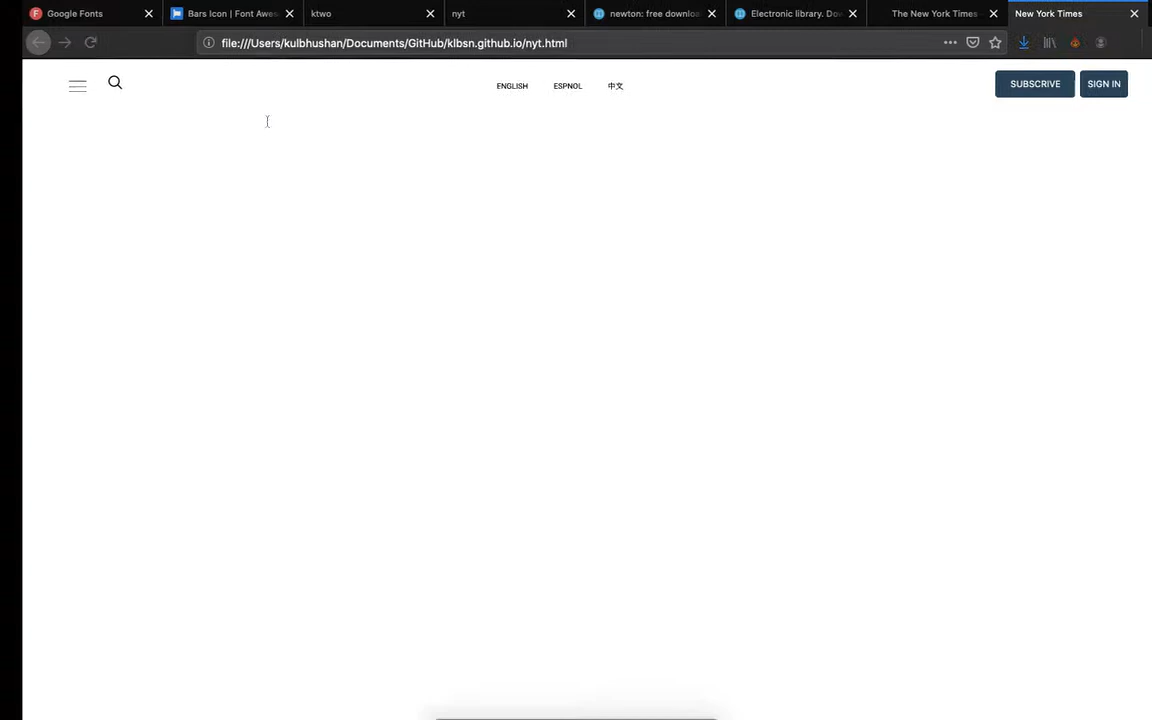 Google Fonts
Bars Icon | Font Awes
ktwo
nyt
newton: free downloa
Electronic library. Do
The New York Times
New York Times
file:///Users/kulbhushan/Documents/GitHub/klbsn.github.io/nyt.html
ENGLISH ESPNOL 中文
SUBSCRIVE SIGN IN